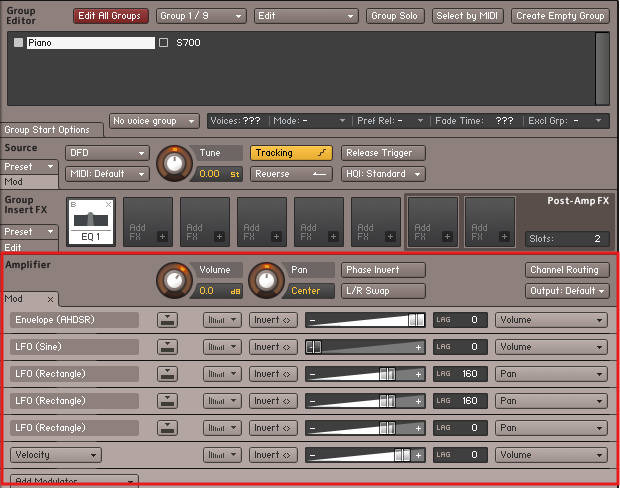 Group Editor Edit All Groups Group 1 / 9 Edit Group Solo Select by MIDI Create Empty Group
Piano S700
No voice group Voices: ??? Mode: - Pref Rel: - Fade Time: ??? Excl Grp: -
Group Start Options
Source DFD Tune Tracking Release Trigger
Preset
Mod MIDI: Default 0.00 St Reverse HQI: Standard
Group Insert FX B X EQ 1 Add FX Add FX Add FX Add FX Add FX Add FX Add FX Post-Amp FX
Preset
Edit Slots: 2
Amplifier Volume Pan Phase Invert Channel Routing
0.0 dB Center L/R Swap Output: Default
Mod x
Envelope (AHDSR) Invert <> - + LAG 0 Volume
LFO (Sine) Invert <> - + LAG 0 Volume
LFO (Rectangle) Invert <> - + LAG 160 Pan
LFO (Rectangle) Invert <> - + LAG 160 Pan
LFO (Rectangle) Invert <> - + LAG 0 Pan
Velocity Invert <> - + LAG 0 Volume
Add Modulator